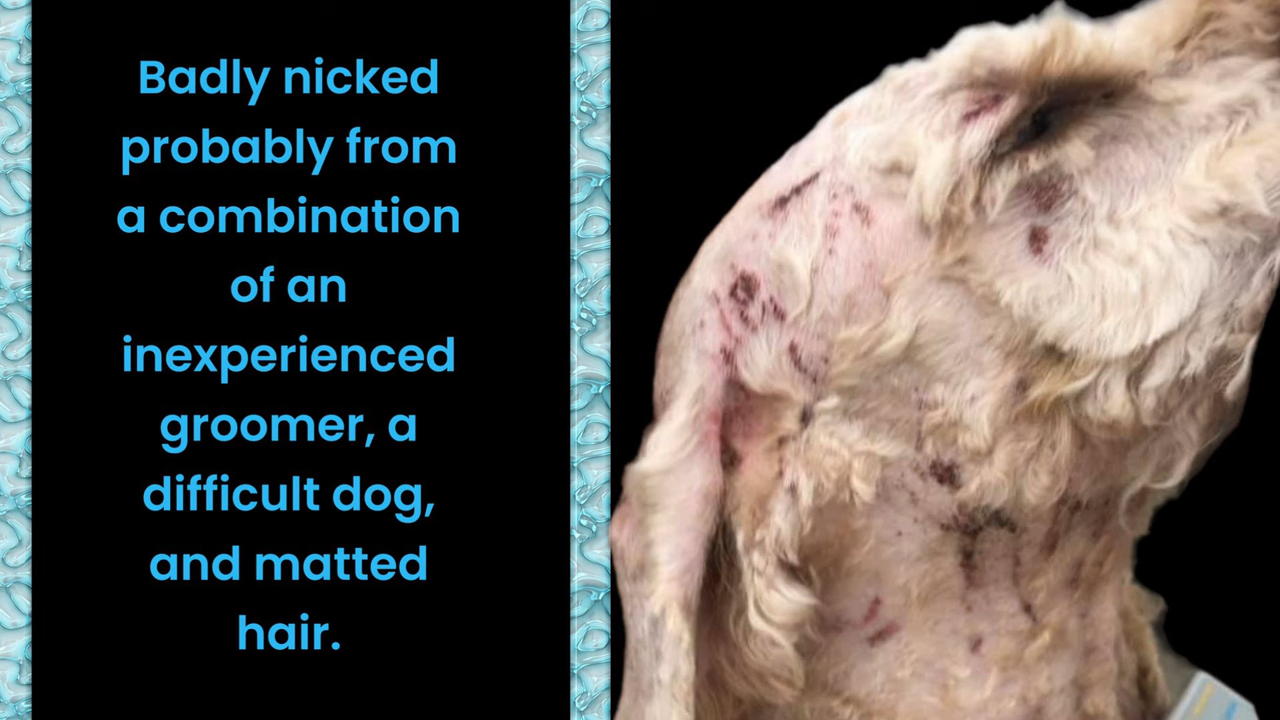 Badly nicked
probably from
a combination
of an
inexperienced
groomer, a
difficult dog,
and matted
hair.